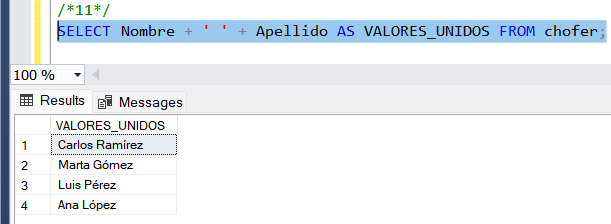 /*11*/
SELECT Nombre + ' ' + Apellido AS VALORES_UNIDOS FROM chofer;
100 %
Results Messages
VALORES_UNIDOS
1 Carlos Ramírez
2 Marta Gómez
3 Luis Pérez
4 Ana López